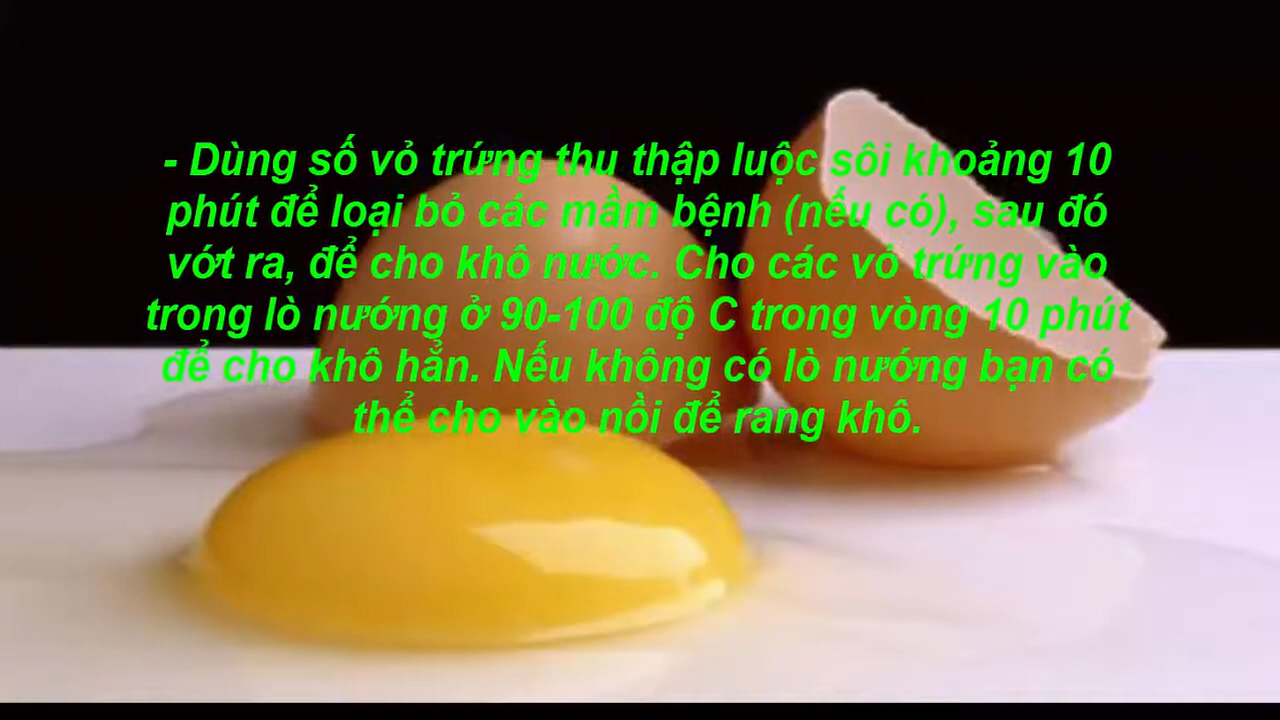 - Dùng số vỏ trứng thu thập luộc sôi khoảng 10
phút để loại bỏ các mầm bệnh (nếu có), sau đó
vớt ra, để cho khô nước. Cho các vỏ trứng vào
trong lò nướng ở 90-100 độ C trong vòng 10 phút
để cho khô hẳn. Nếu không có lò nướng bạn có
thể cho vào nồi để rang khô.